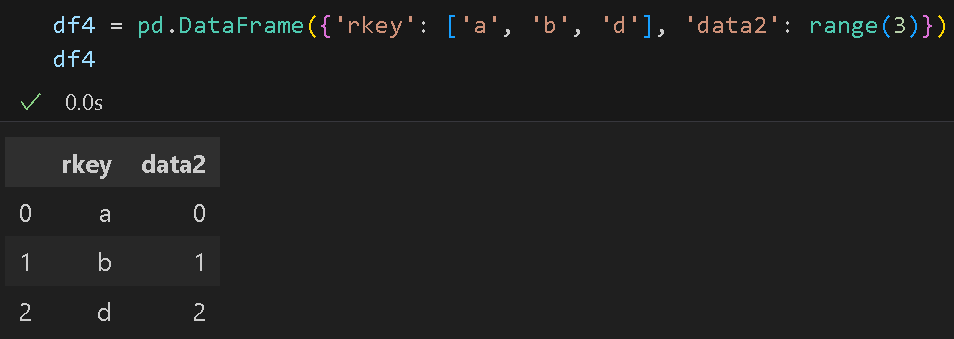 df4 = pd.DataFrame({'rkey': ['a', 'b', 'd'], 'data2': range(3)})
df4
0.0s
rkey data2
0 a 0
1 b 1
2 d 2